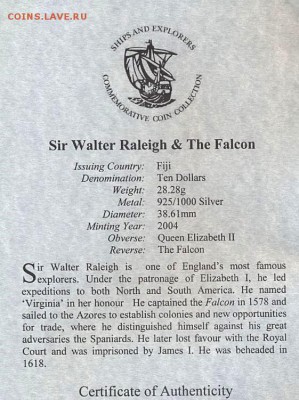 COINS.LAVE.RU
SHIPS AND EXPLORERS
COMMEMORATIVE COIN COLLECTION
Sir Walter Raleigh & The Falcon
Issuing Country: Fiji
Denomination: Ten Dollars
Weight: 28.28g
Metal: 925/1000 Silver
Diameter: 38.61mm
Minting Year: 2004
Obverse: Queen Elizabeth II
Reverse: The Falcon
Sir Walter Raleigh is one of England's most famous
sexplorers. Under the patronage of Elizabeth I, he led
expeditions to both North and South America. He named
'Virginia' in her honour He captained the Falcon in 1578 and
sailed to the Azores to establish colonies and new opportunities
for trade, where he distinguished himself against his great
adversaries the Spaniards. He later lost favour with the Royal
Court and was imprisoned by James I. He was beheaded in
1618.
Certificate of Authenticity